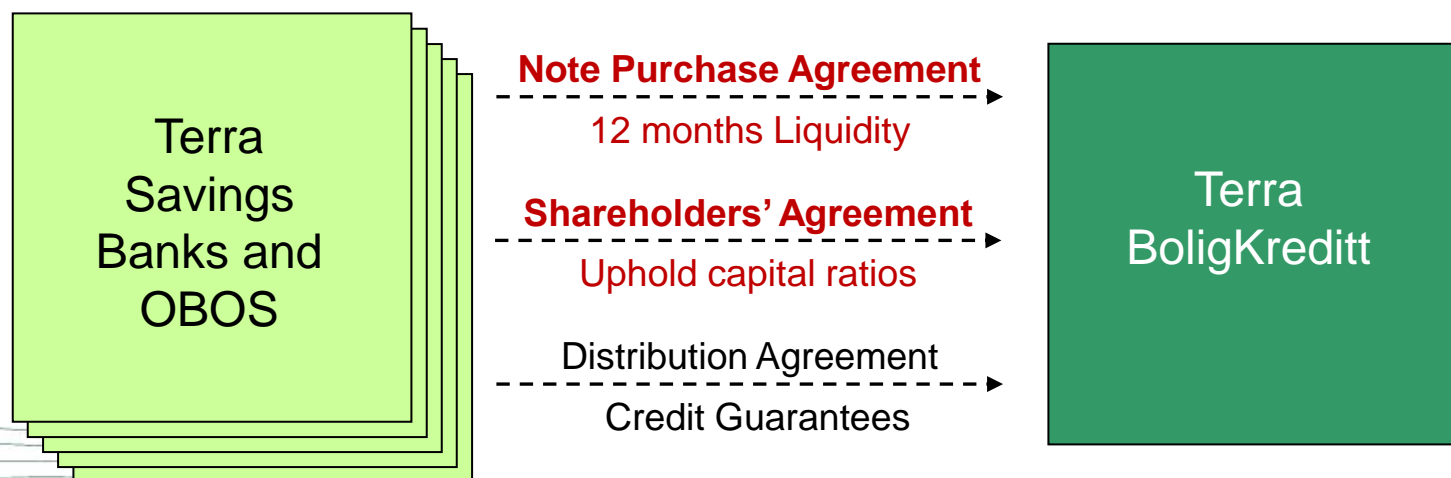 Terra
Savings
Banks and
OBOS
Note Purchase Agreement
12 months Liquidity
Shareholders’ Agreement
Uphold capital ratios
Distribution Agreement
Credit Guarantees
Terra
BoligKreditt